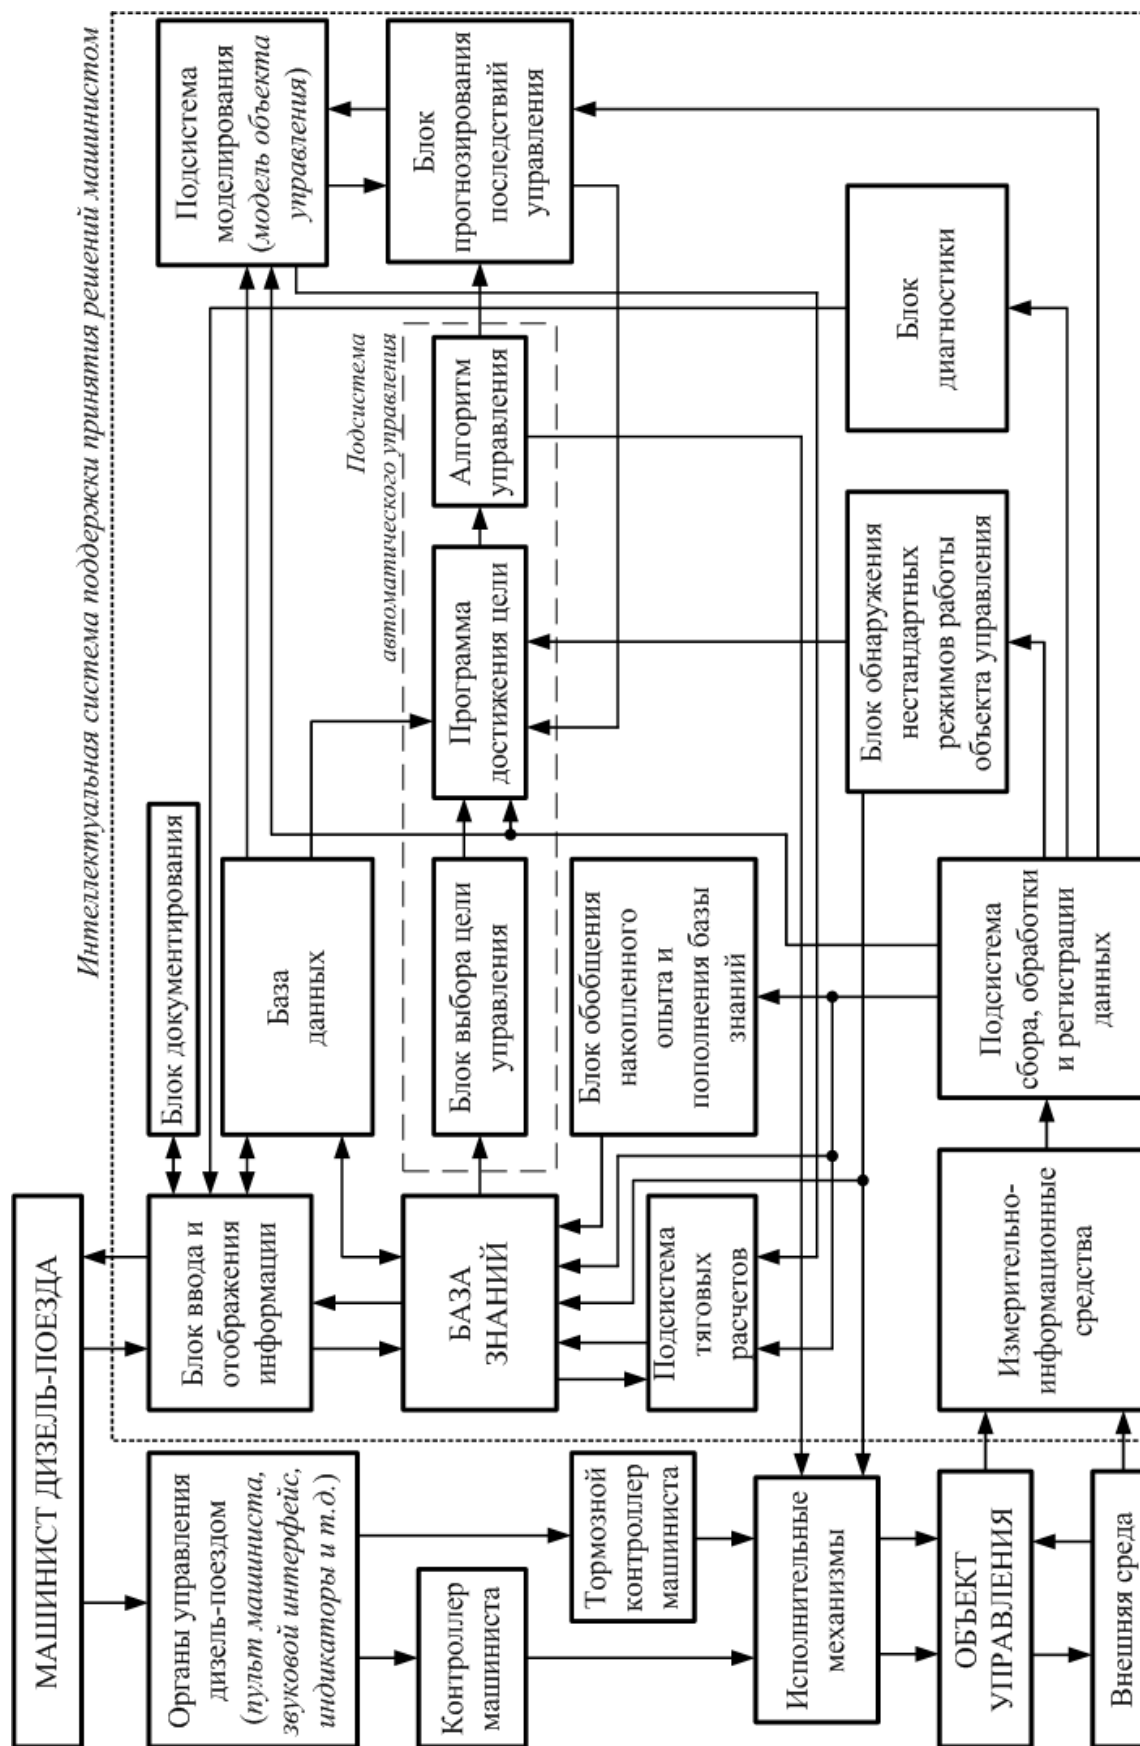 МАШИНИСТ ДИЗЕЛЬ-ПОЕЗДА
Интеллектуальная система поддержки принятия решений машинистом
Органы управления
дизель-поездом
(пульт машиниста,
звуковой интерфейс,
индикаторы и т.д.)
Блок ввода и
отображения
информации
Блок документирования
База
данных
Подсистема
моделирования
(модель объекта
управления)
Контроллер
машиниста
Тормозной
контроллер
машиниста
БАЗА
ЗНАНИЙ
Блок выбора цели
управления
Программа
достижения цели
Алгоритм
управления
Подсистема
автоматического управления
Блок
прогнозирования
последствий
управления
Подсистема
тяговых
расчетов
Блок обобщения
накопленного
опыта и
пополнения базы
знаний
Исполнительные
механизмы
Блок обнаружения
нестандартных
режимов работы
объекта управления
Блок
диагностики
ОБЪЕКТ
УПРАВЛЕНИЯ
Измерительно-
информационные
средства
Подсистема
сбора, обработки
и регистрации
данных
Внешняя среда